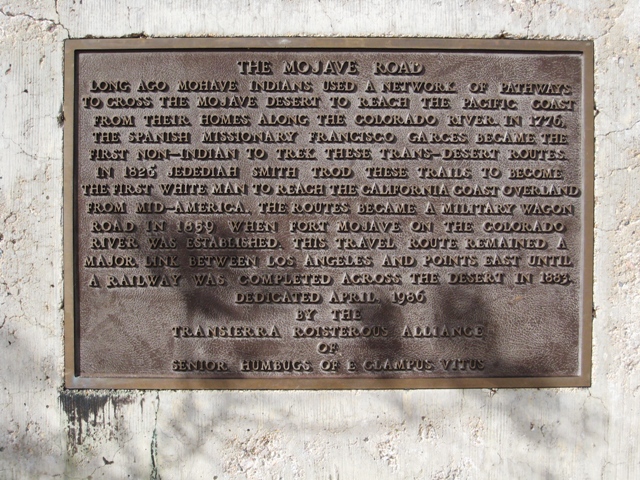 THE MOJAVE ROAD
LONG AGO MOHAVE INDIANS USED A NETWORK OF PATHWAYS
TO CROSS THE MOJAVE DESERT TO REACH THE PACIFIC COAST
FROM THEIR HOMES ALONG THE COLORADO RIVER. IN 1776,
THE SPANISH MISSIONARY FRANCISCO GARCES BECAME THE
FIRST NON-INDIAN TO TREK THESE TRANS-DESERT ROUTES.
IN 1826 JEDEDIAH SMITH TROD THESE TRAILS TO BECOME
THE FIRST WHITE MAN TO REACH THE CALIFORNIA COAST OVERLAND
FROM MID-AMERICA. THE ROUTES BECAME A MILITARY WAGON
ROAD IN 1859 WHEN FORT MOJAVE ON THE COLORADO
RIVER WAS ESTABLISHED. THIS TRAVEL ROUTE REMAINED A
MAJOR LINK BETWEEN LOS ANGELES AND POINTS EAST UNTIL
A RAILWAY WAS COMPLETED ACROSS THE DESERT IN 1883.
DEDICATED APRIL 1986
BY THE
TRANSIERRA ROISTEROUS ALLIANCE
OF
SENIOR HUMBUGS OF E CLAMPUS VITUS